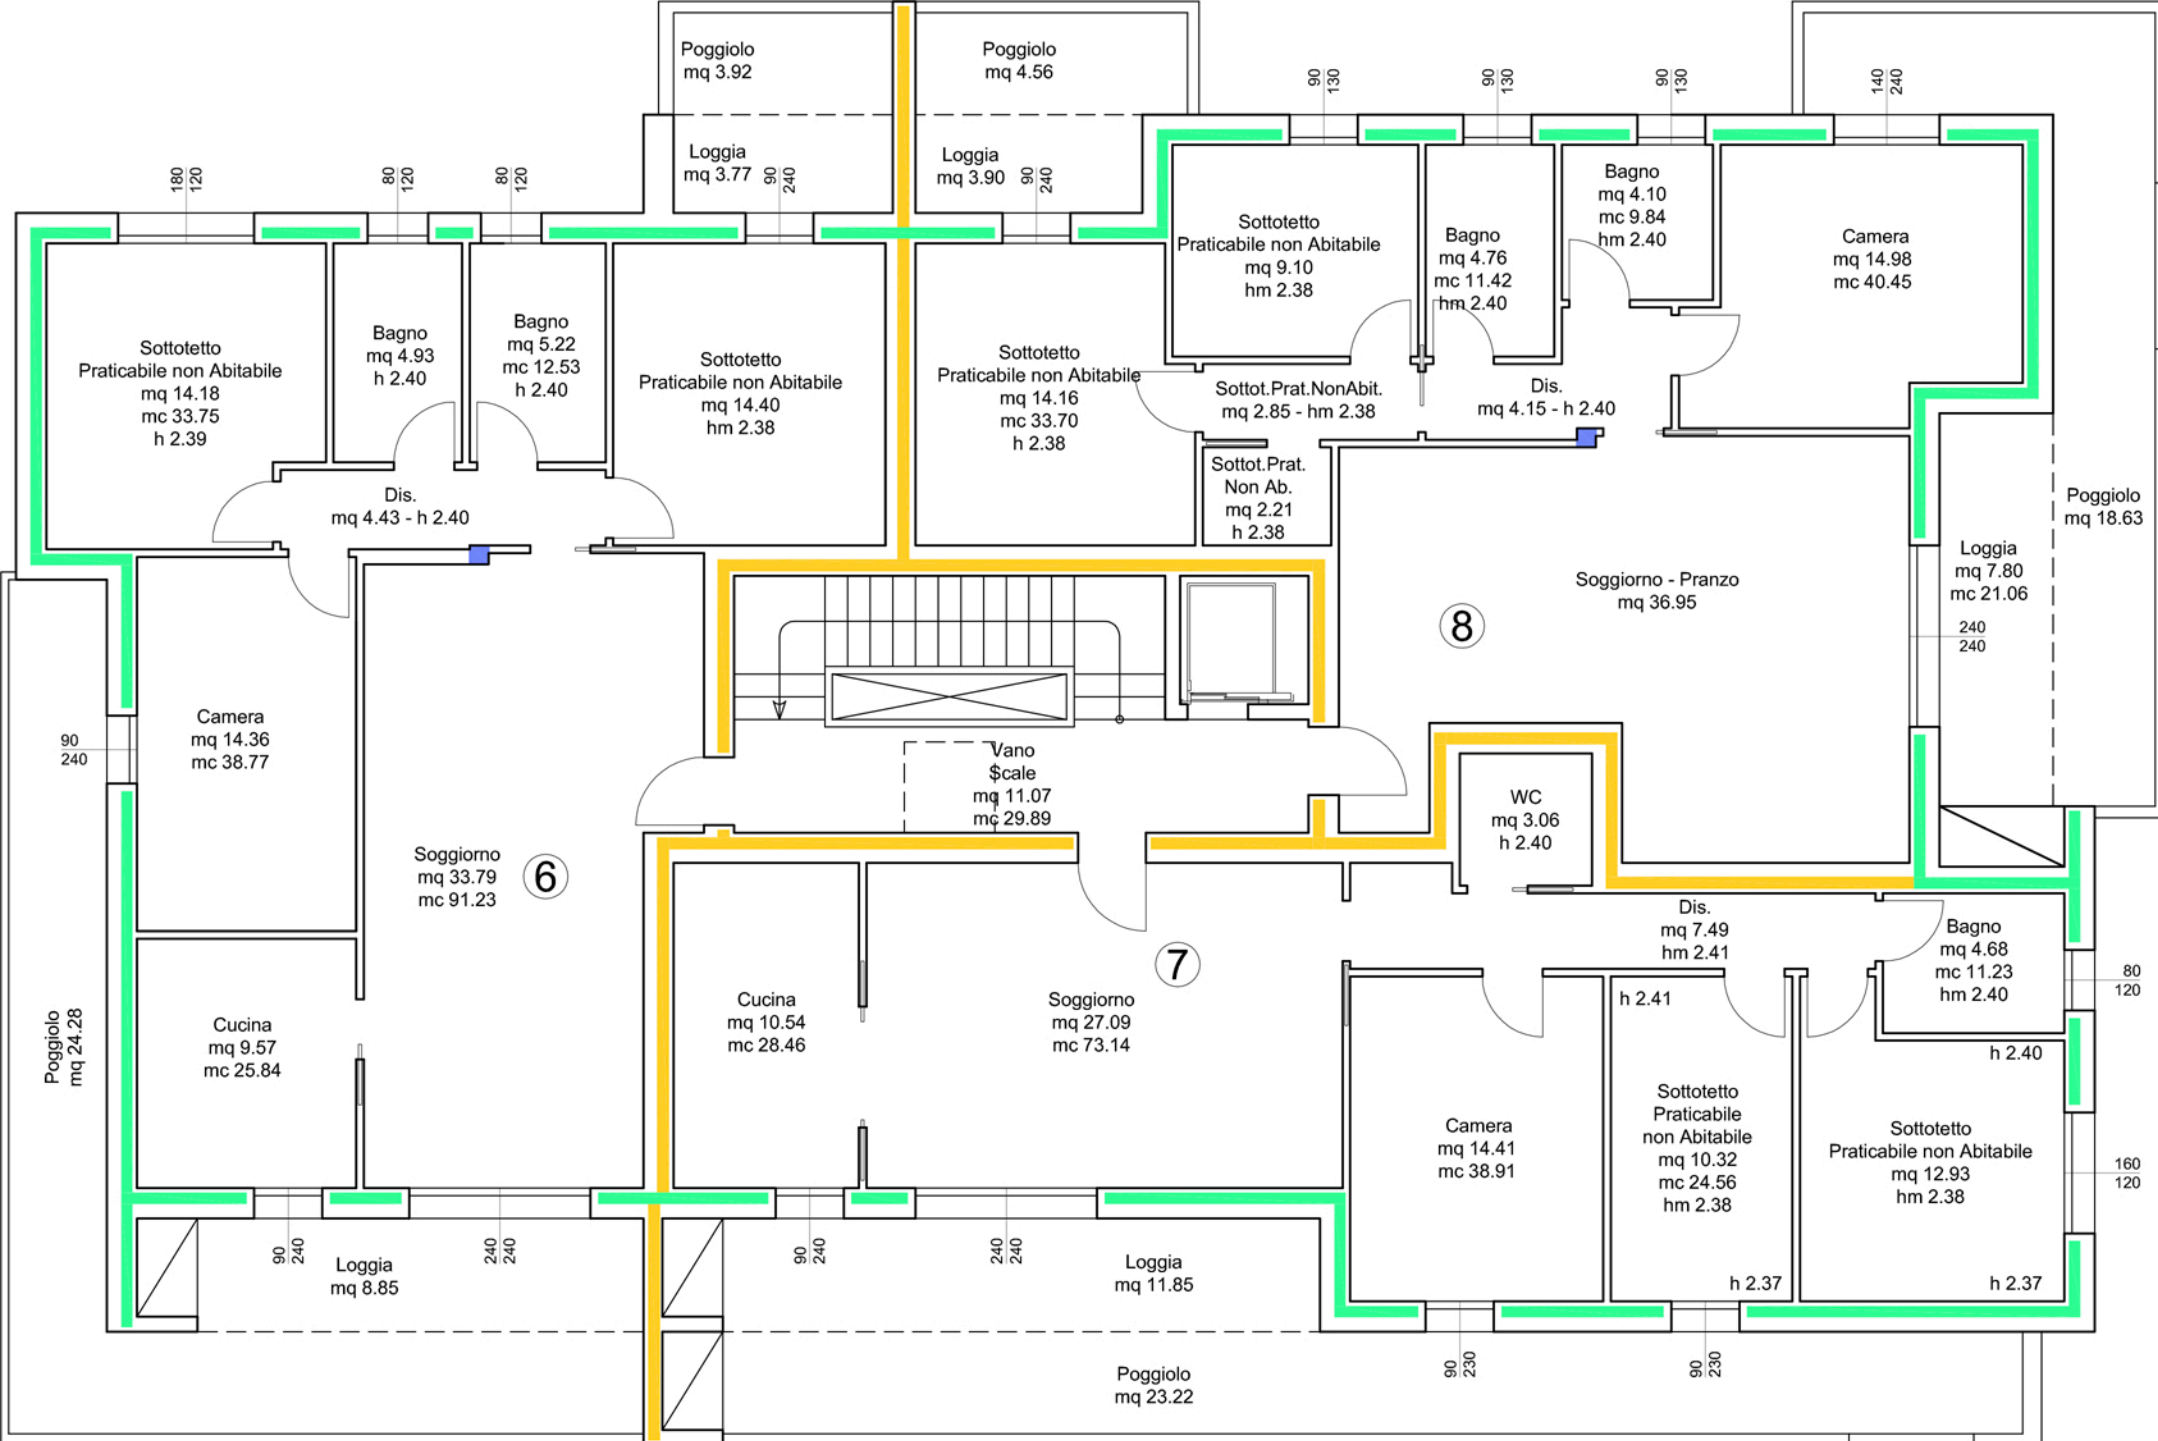 Poggiolo
mq 3.92
Poggiolo
mq 4.56
Loggia
mq 3.77
90
240
Loggia
mq 3.90
90
240
90
130
90
130
90
130
140
240
180
120
80
120
80
120
Sottotetto
Praticabile non Abitabile
mq 14.18
mc 33.75
h 2.39
Bagno
mq 4.93
h 2.40
Bagno
mq 5.22
mc 12.53
h 2.40
Sottotetto
Praticabile non Abitabile
mq 14.40
hm 2.38
Sottotetto
Praticabile non Abitabile
mq 14.16
mc 33.70
h 2.38
Sottotetto
Praticabile non Abitabile
mq 9.10
hm 2.38
Bagno
mq 4.76
mc 11.42
hm 2.40
Bagno
mq 4.10
mc 9.84
hm 2.40
Camera
mq 14.98
mc 40.45
Sottot.Prat.NonAbit.
mq 2.85 - hm 2.38
Dis.
mq 4.15 - h 2.40
Sottot.Prat.
Non Ab.
mq 2.21
h 2.38
Dis.
mq 4.43 - h 2.40
Poggiolo
mq 18.63
Loggia
mq 7.80
mc 21.06
240
240
Soggiorno - Pranzo
mq 36.95
8
Camera
mq 14.36
mc 38.77
90
240
Vano
Scale
mq 11.07
mc 29.89
WC
mq 3.06
h 2.40
Soggiorno
mq 33.79
mc 91.23
6
Dis.
mq 7.49
hm 2.41
Bagno
mq 4.68
mc 11.23
hm 2.40
80
120
7
Cucina
mq 9.57
mc 25.84
Cucina
mq 10.54
mc 28.46
Soggiorno
mq 27.09
mc 73.14
h 2.41
h 2.40
Poggiolo
mq 24.28
Camera
mq 14.41
mc 38.91
Sottotetto
Praticabile
non Abitabile
mq 10.32
mc 24.56
hm 2.38
Sottotetto
Praticabile non Abitabile
mq 12.93
hm 2.38
160
120
h 2.37
h 2.37
90
240
240
240
90
240
240
240
Loggia
mq 8.85
Loggia
mq 11.85
90
230
90
230
Poggiolo
mq 23.22